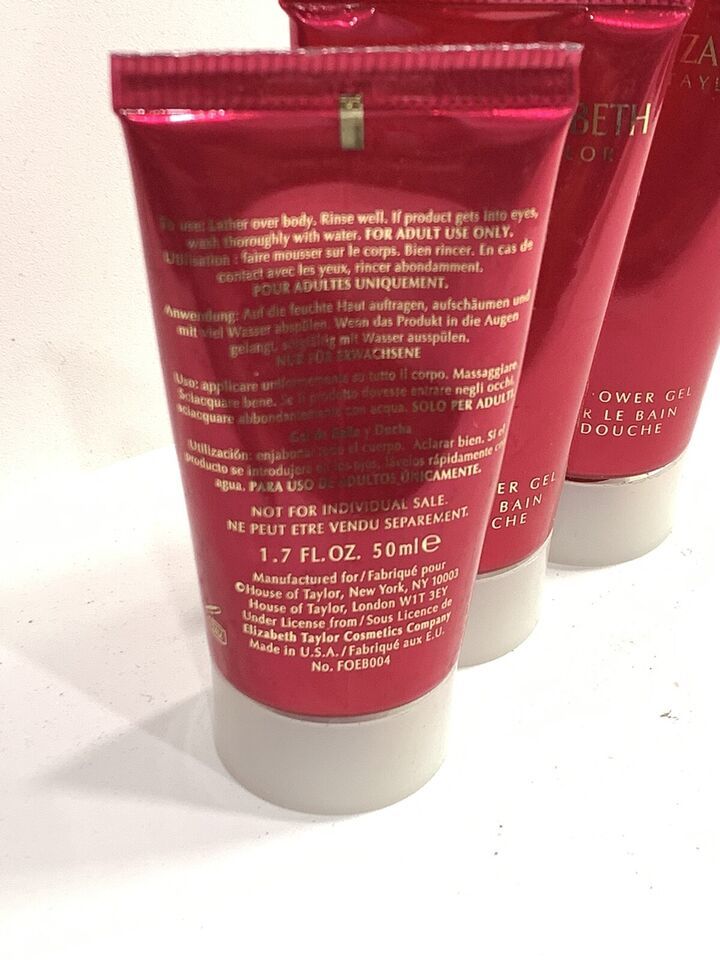 To use: Lather over body. Rinse well. If product gets into eyes,
wash thoroughly with water. FOR ADULT USE ONLY.
Utilisation : faire mousser sur le corps. Bien rincer. En cas de
contact avec les yeux, rincer abondamment.
POUR ADULTES UNIQUEMENT.
Anwendung: Auf die feuchte Haut auftragen, aufschäumen und
mit viel Wasser abspülen. Wenn das Produkt in die Augen
gelangt, sorgfältig mit Wasser ausspülen.
NUR FÜR ERWACHSENE
Uso: applicare uniformemente su tutto il corpo. Massaggiare.
Sciacquare bene. Se il prodotto dovesse entrare negli occhi,
sciacquare abbondantemente con acqua. SOLO PER ADULTI.
Gel de Baño y Ducha
Utilización: enjabonar todo el cuerpo. Aclarar bien. Si el
producto se introdujera en los ojos, lávelos rápidamente con
agua. PARA USO DE ADULTOS ÚNICAMENTE.
NOT FOR INDIVIDUAL SALE.
NE PEUT ETRE VENDU SEPAREMENT.
1.7 FL.OZ. 50ml℮
Manufactured for/Fabriqué pour
©House of Taylor, New York, NY 10003
House of Taylor, London W1T 3EY
Under License from/Sous Licence de
Elizabeth Taylor Cosmetics Company
Made in U.S.A./Fabriqué aux E.U.
No. FOEB004
BETH
ER GEL
BAIN
CHE
ZA
TAYL
OWER GEL
R LE BAIN
DOUCHE